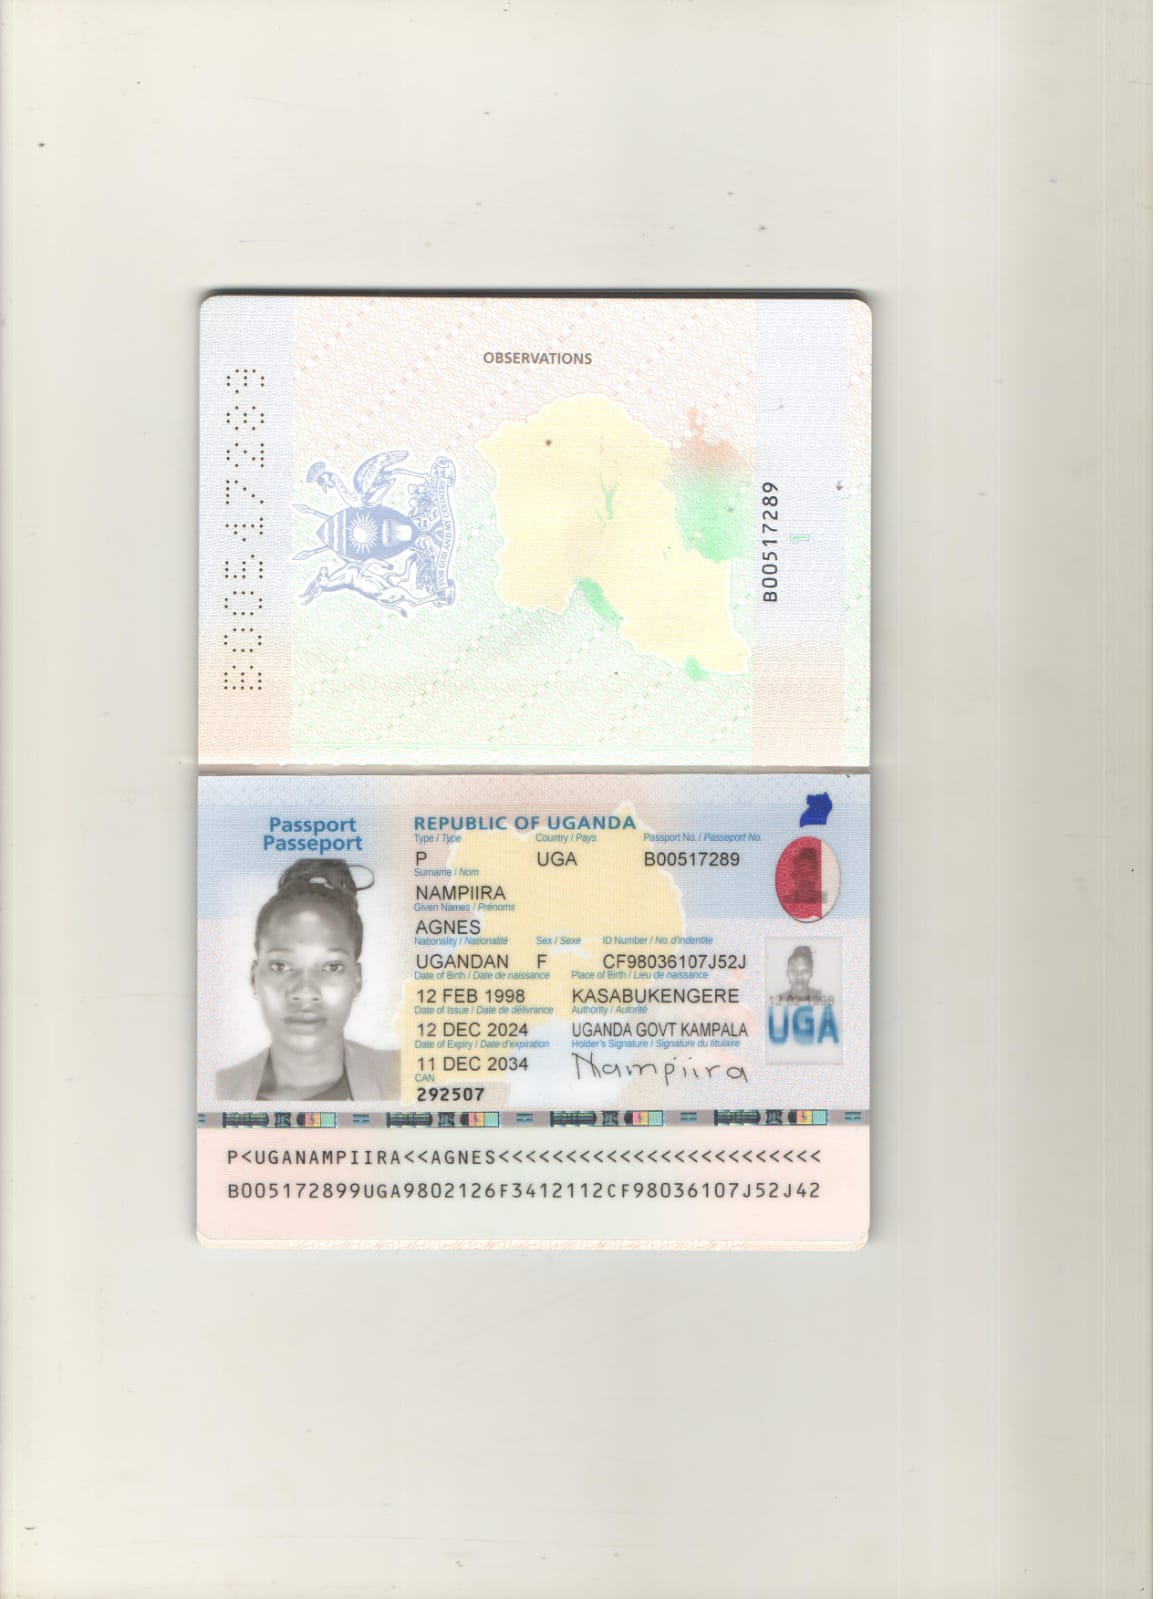 OBSERVATIONS
B00517289
FOR GOD AND MY COUNTRY
B00517289
1
Passport
Passeport
REPUBLIC OF UGANDA
Type / Type Country / Pays Passport No. / Passeport No.
P UGA B00517289
Surname / Nom
NAMPIIRA
Given Names / Prénoms
AGNES
Nationality / Nationalité Sex / Sexe ID Number / No. d'indentite
UGANDAN F CF98036107J52J
Date of Birth / Date de naissance Place of Birth / Lieu de naissance
12 FEB 1998 KASABUKENGERE
Date of Issue / Date de délivrance Authority / Autorité
12 DEC 2024 UGANDA GOVT KAMPALA
Date of Expiry / Date d'expiration Holder's Signature / Signature du titulaire
11 DEC 2034 Nampiira
CAN
292507
12 02 1998
UGA
P<UGANAMPIIRA<<AGNES<<<<<<<<<<<<<<<<<<<<<<<<
B005172899UGA9802126F3412112CF98036107J52J42